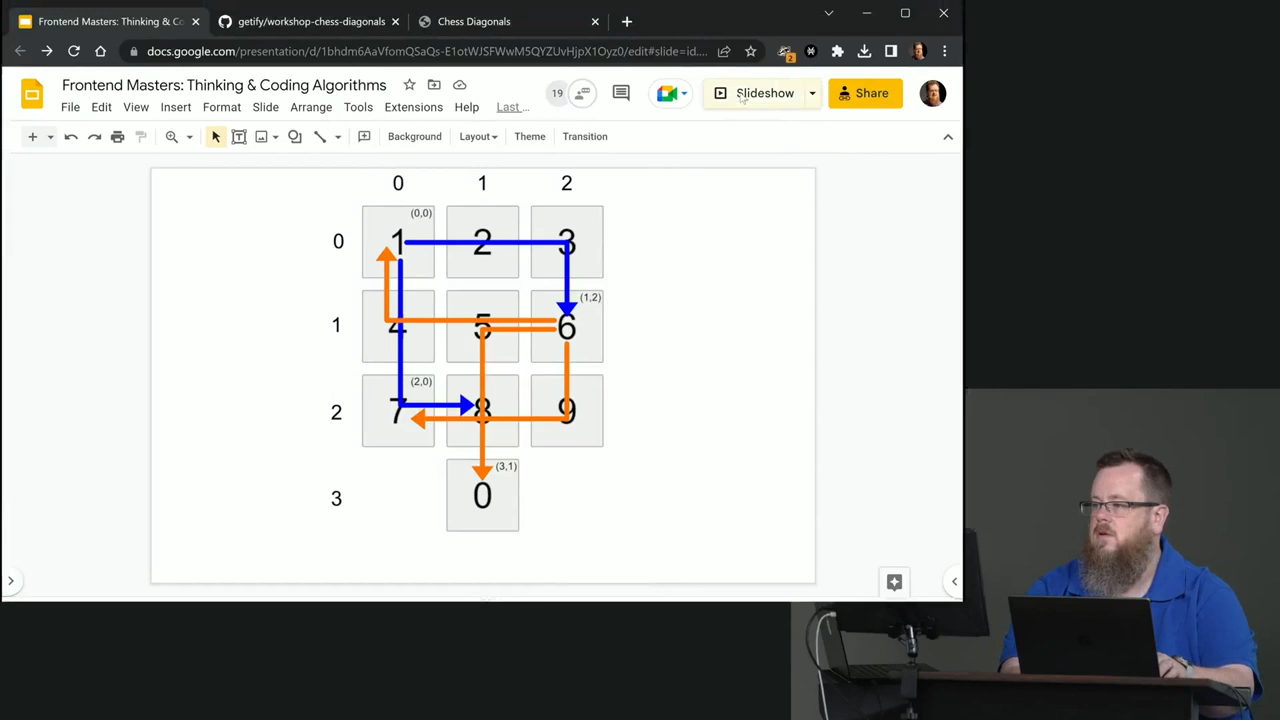 Frontend Masters: Thinking & Co
getify/workshop-chess-diagonals
Chess Diagonals
docs.google.com/presentation/d/1bhdm6AaVfomQSaQs-E1otWJSFWwM5QYZUvHjpX1Oyz0/edit#slide=id....
2
Frontend Masters: Thinking & Coding Algorithms
19
Slideshow
Share
File Edit View Insert Format Slide Arrange Tools Extensions Help Last ...
Background Layout Theme Transition
0 1 2
(0,0)
0 1 2 3
(1,2)
1 4 5 6
(2,0)
2 7 8 9
(3,1)
3 0